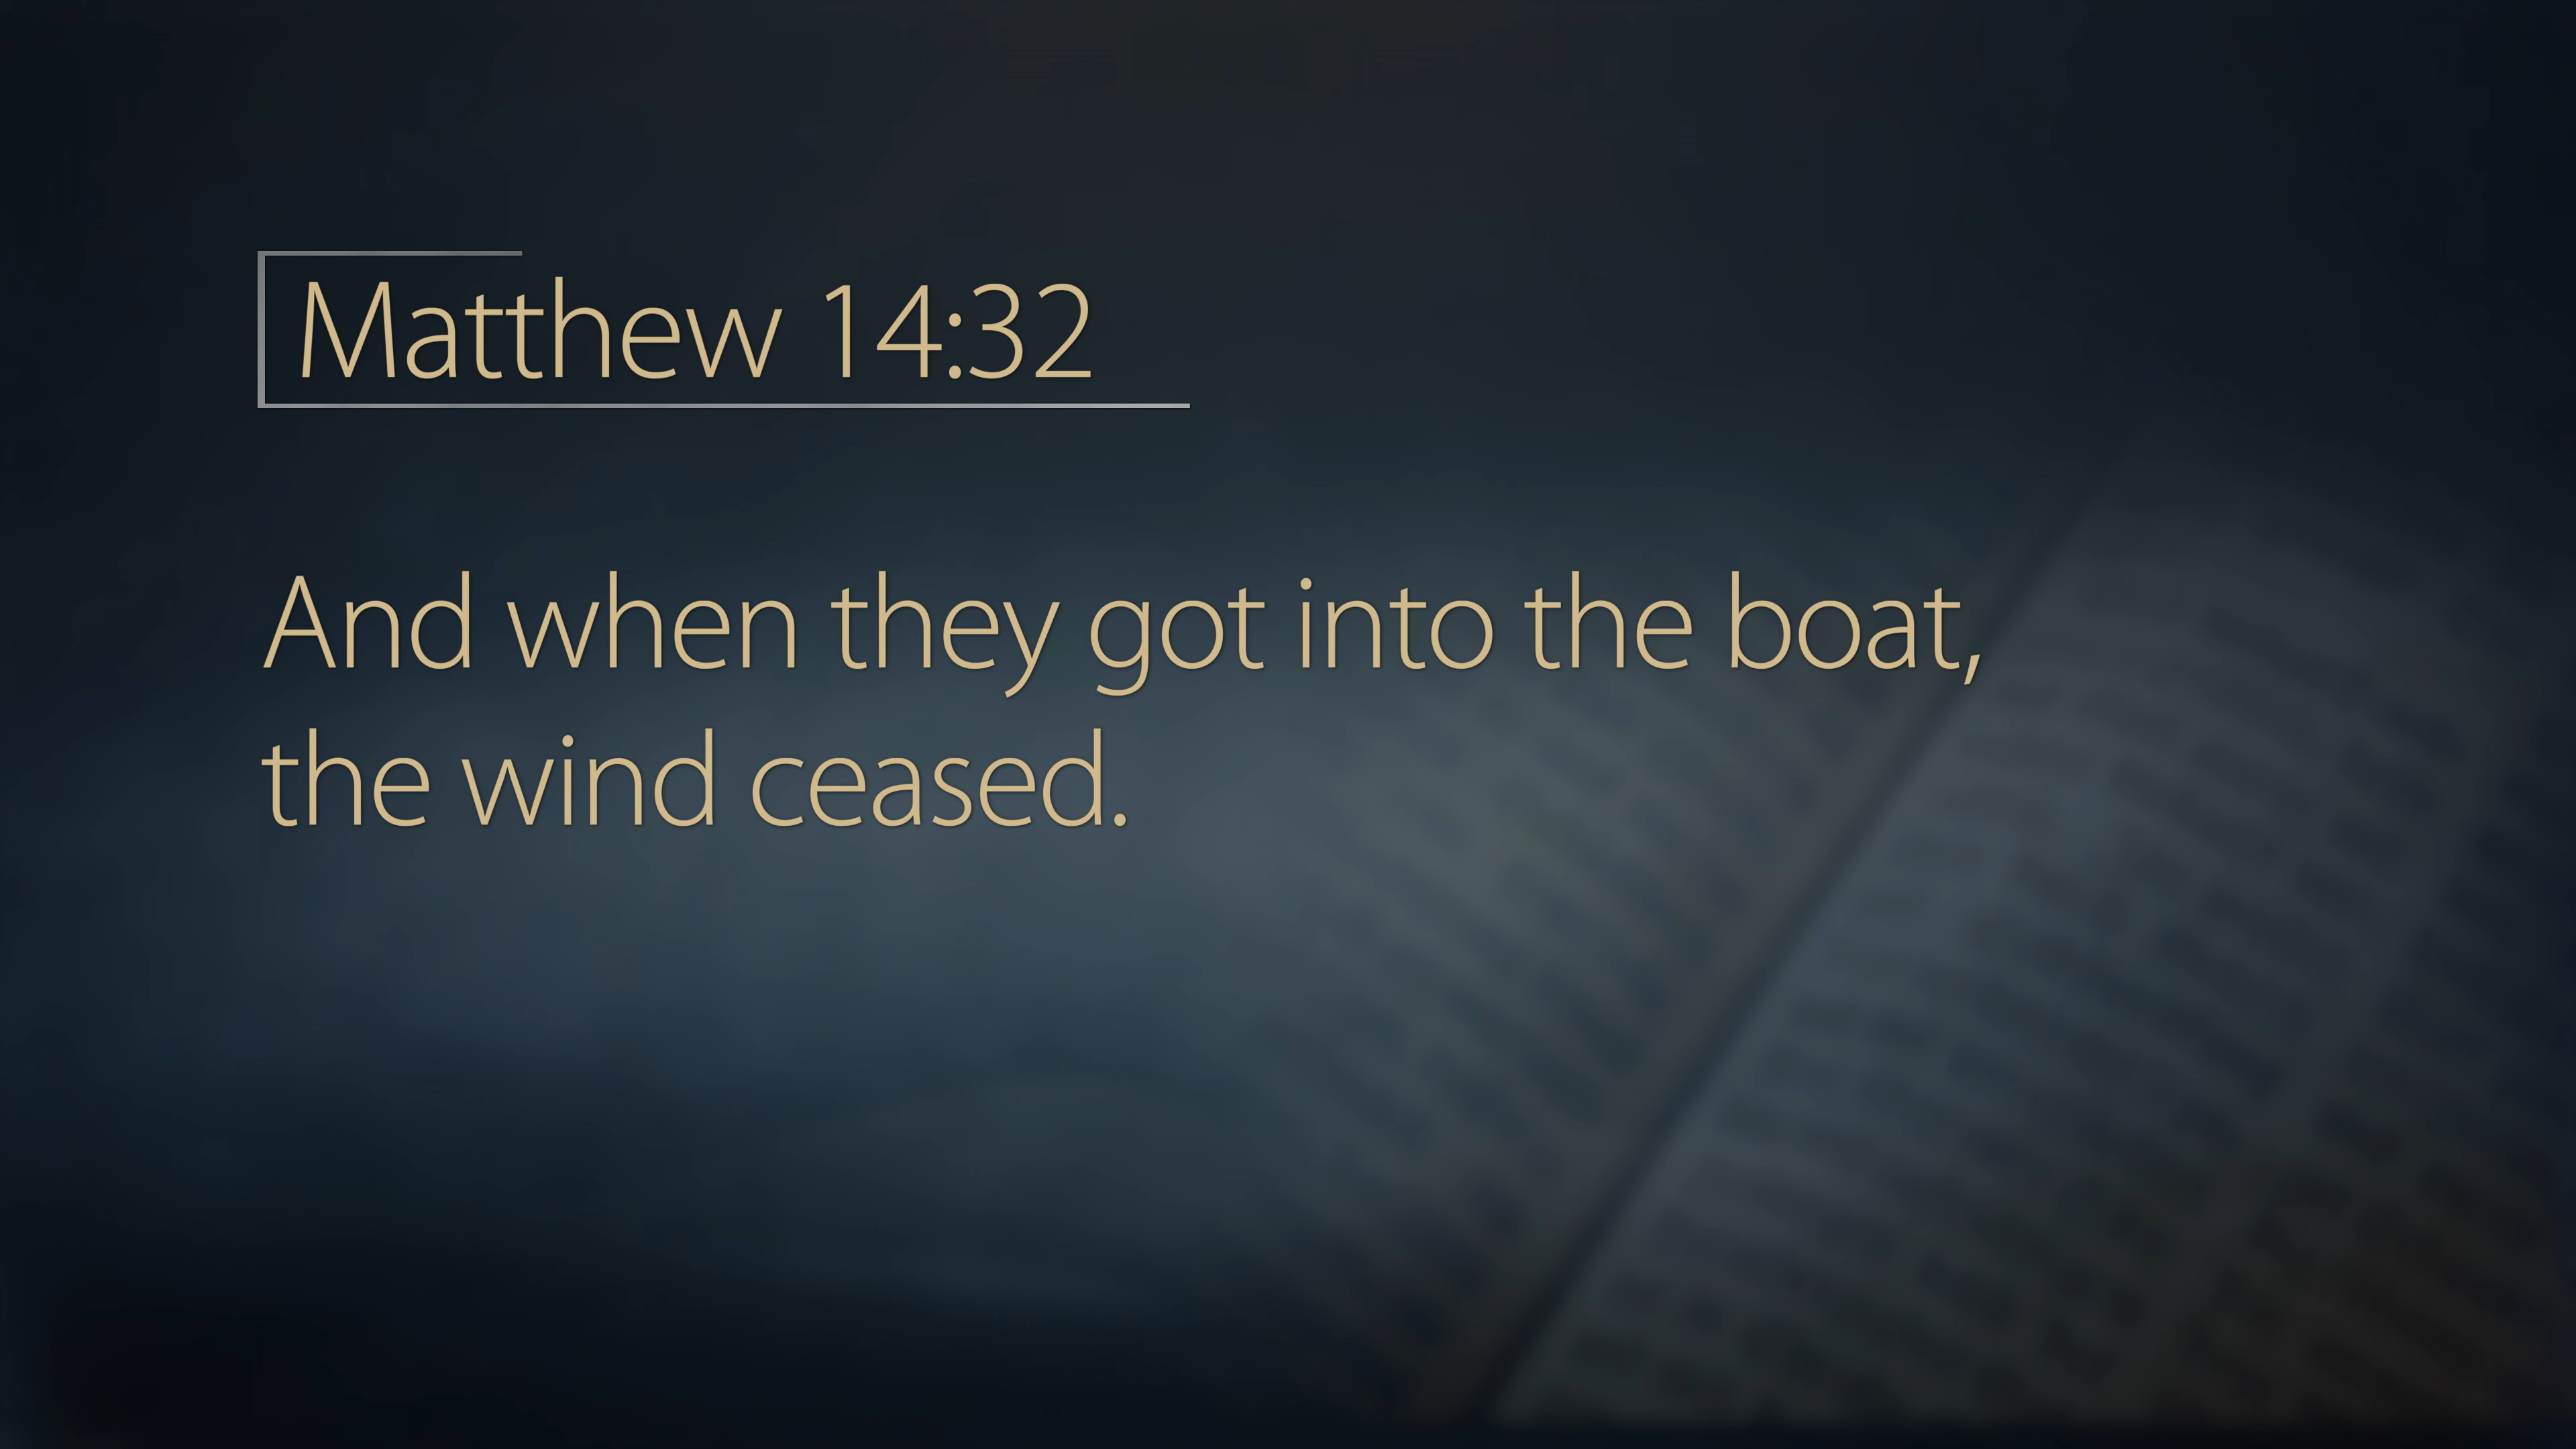 Matthew 14:32
And when they got into the boat,
the wind ceased.